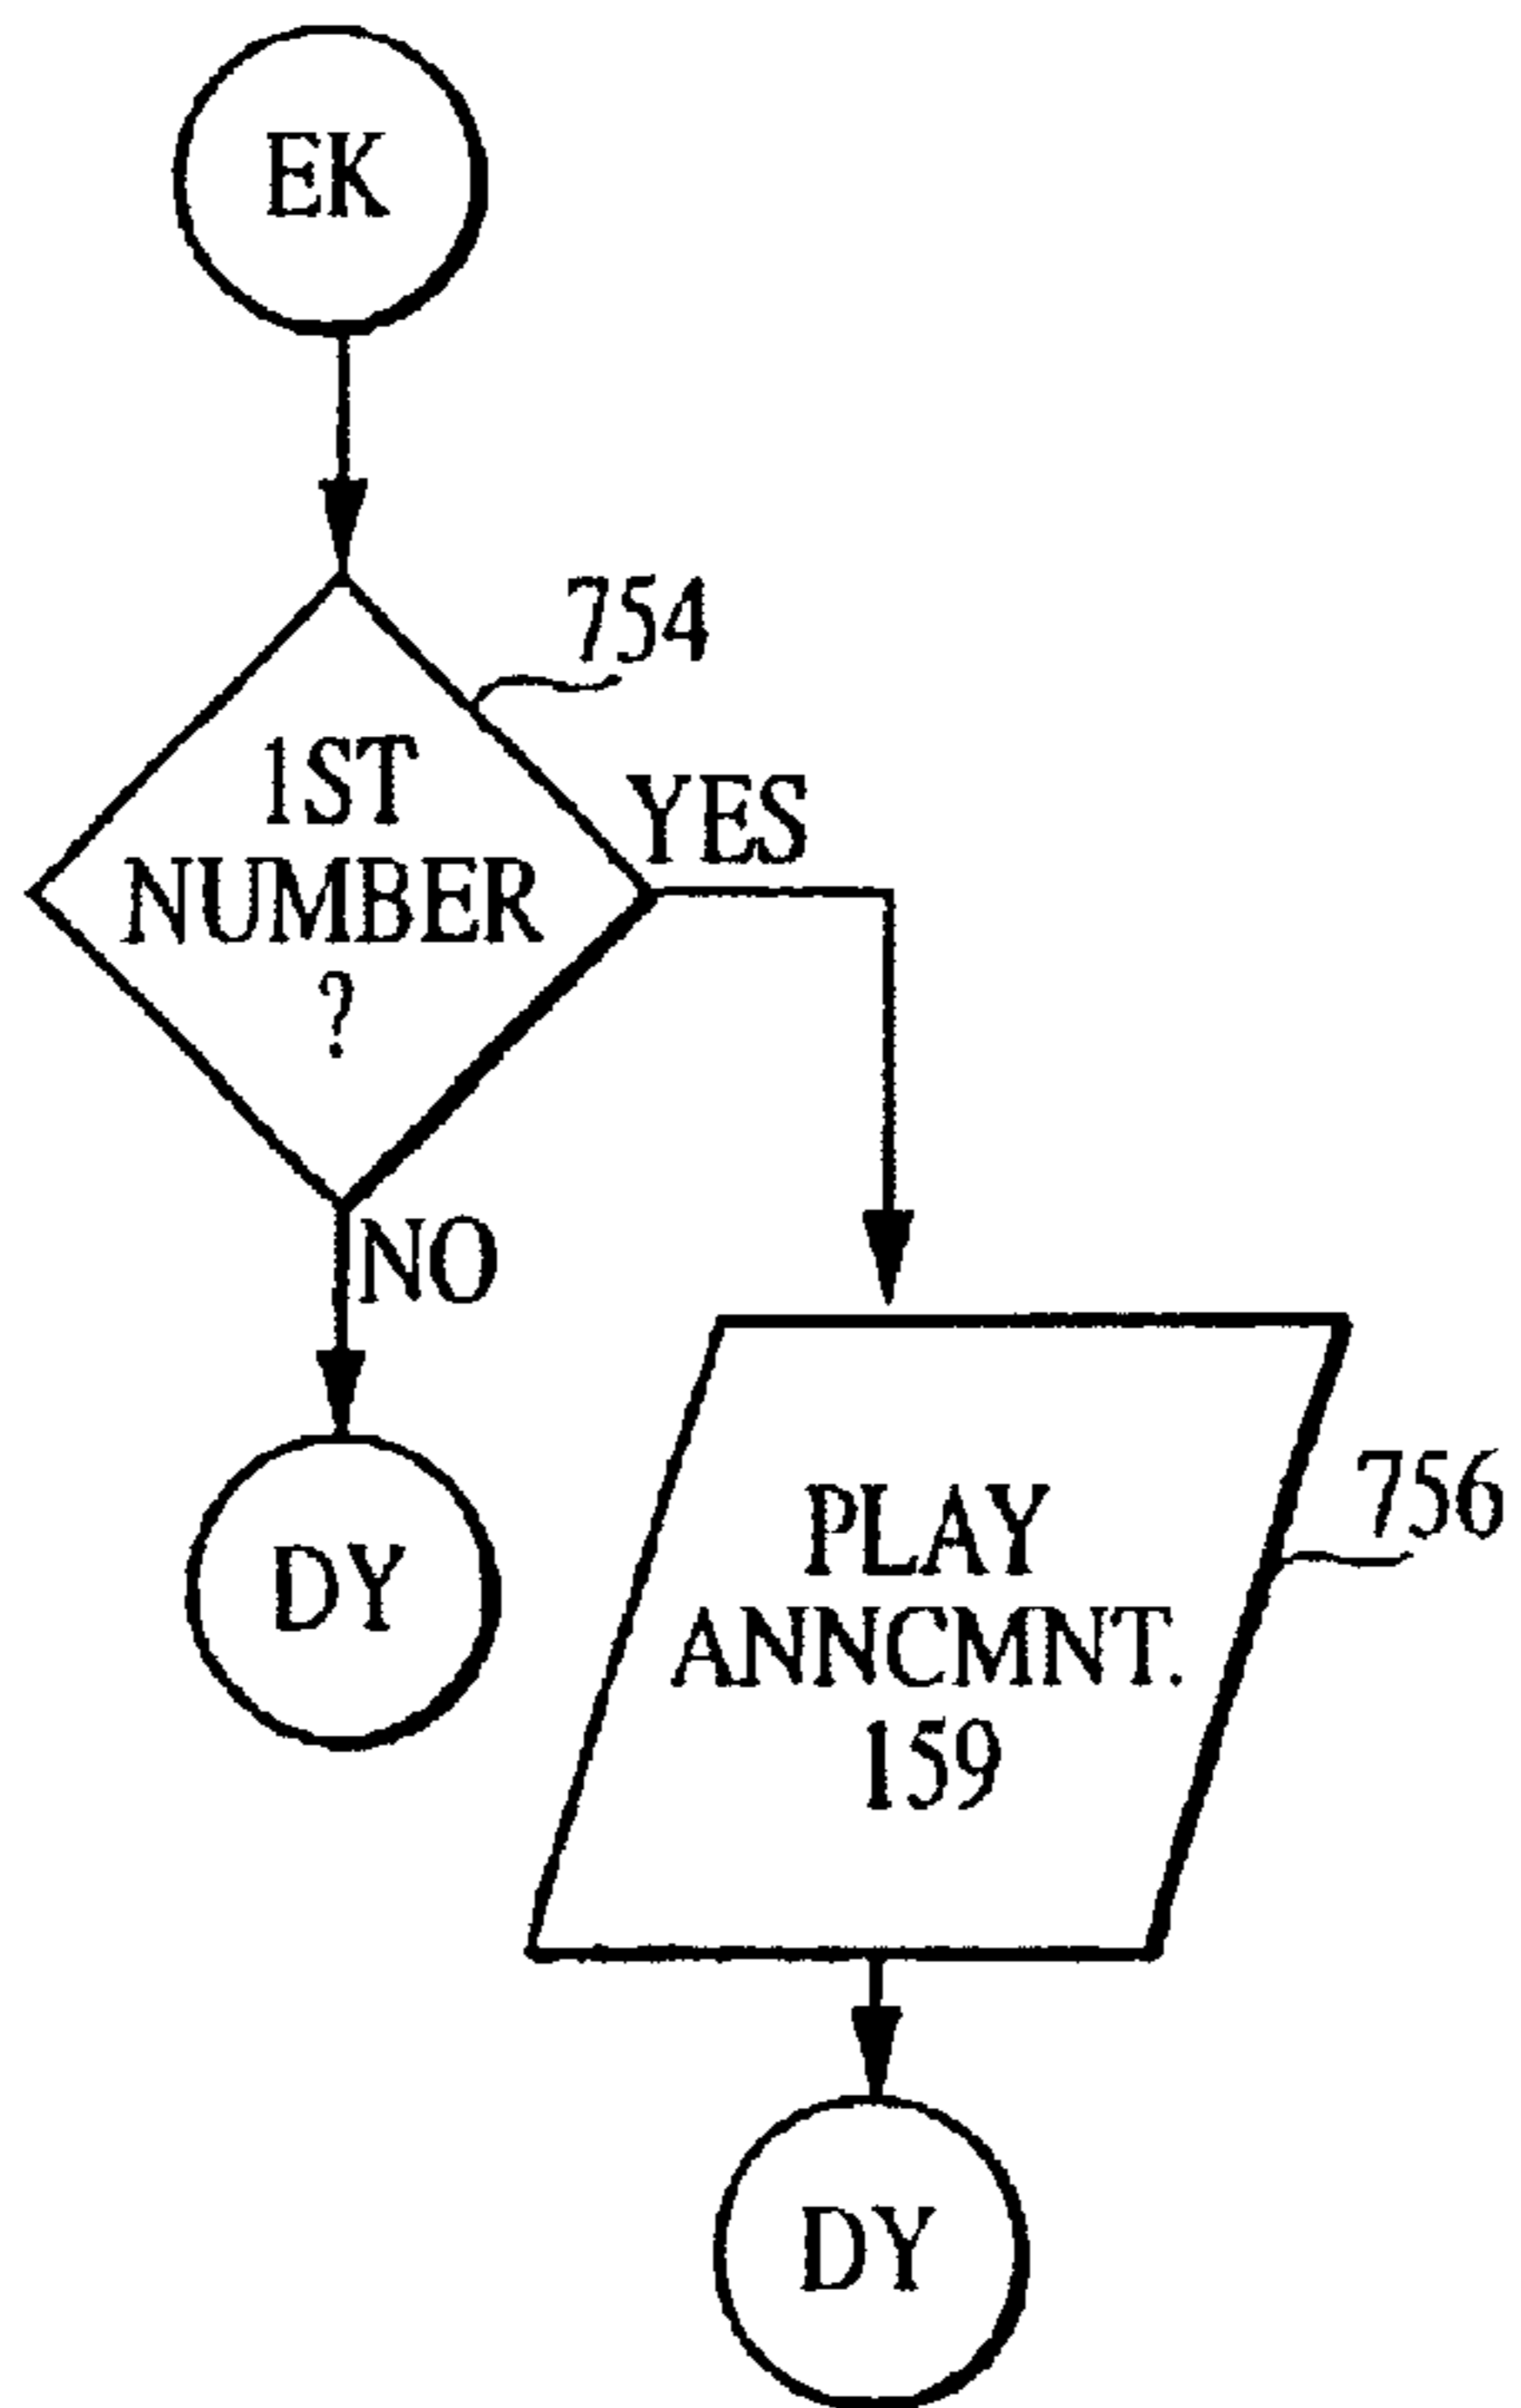 EK
754
1ST
NUMBER
?
YES
NO
DY
PLAY
ANNCMNT.
159
756
DY